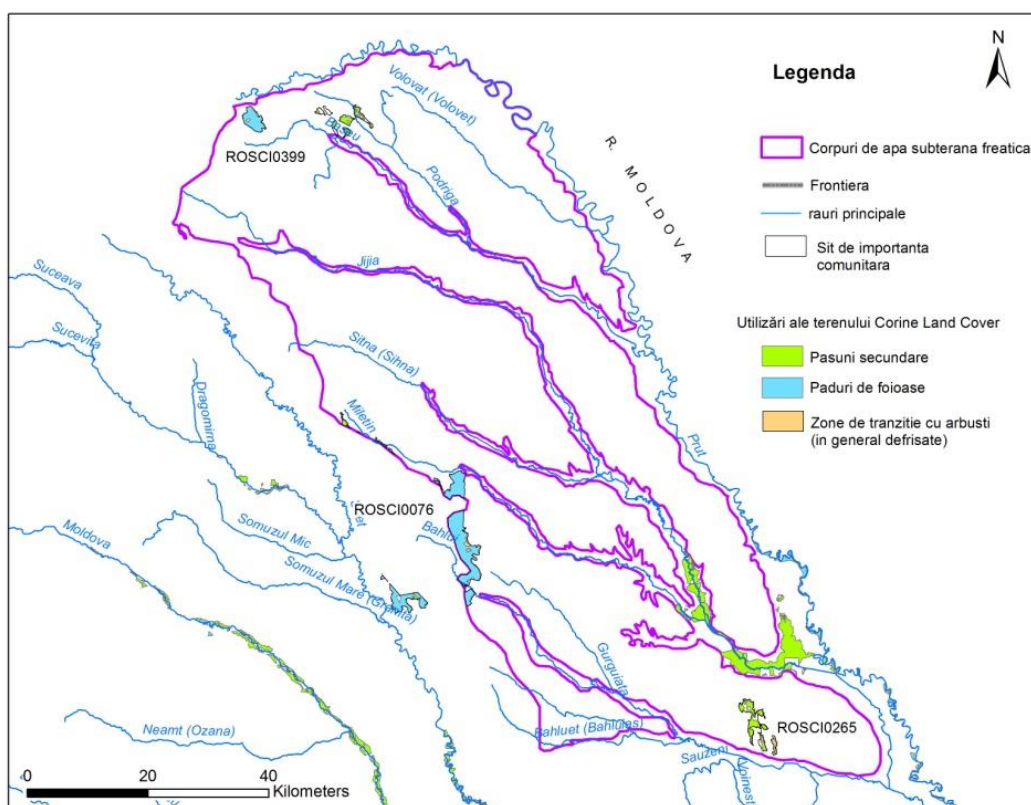 N
Legenda
Corpuri de apa subterana freatica
Frontiera
rauri principale
Sit de importanta
comunitara
Utilizări ale terenului Corine Land Cover
Pasuni secundare
Paduri de foioase
Zone de tranzitie cu arbusti
(in general defrisate)
Volovat (Volovet)
ROSCI0399
Podriga
R. MOLDOVA
Jijia
Suceava
Sucevita
Sitna (Sihna)
Dragomirna
Miletin
Prut
ROSCI0076
Somuzul Mic
Moldova
Somuzul Mare (Gravita)
Gurguiata
Neamt (Ozana)
Bahluet (Bahluias)
ROSCI0265
Sauzeni
0 20 40
Kilometers